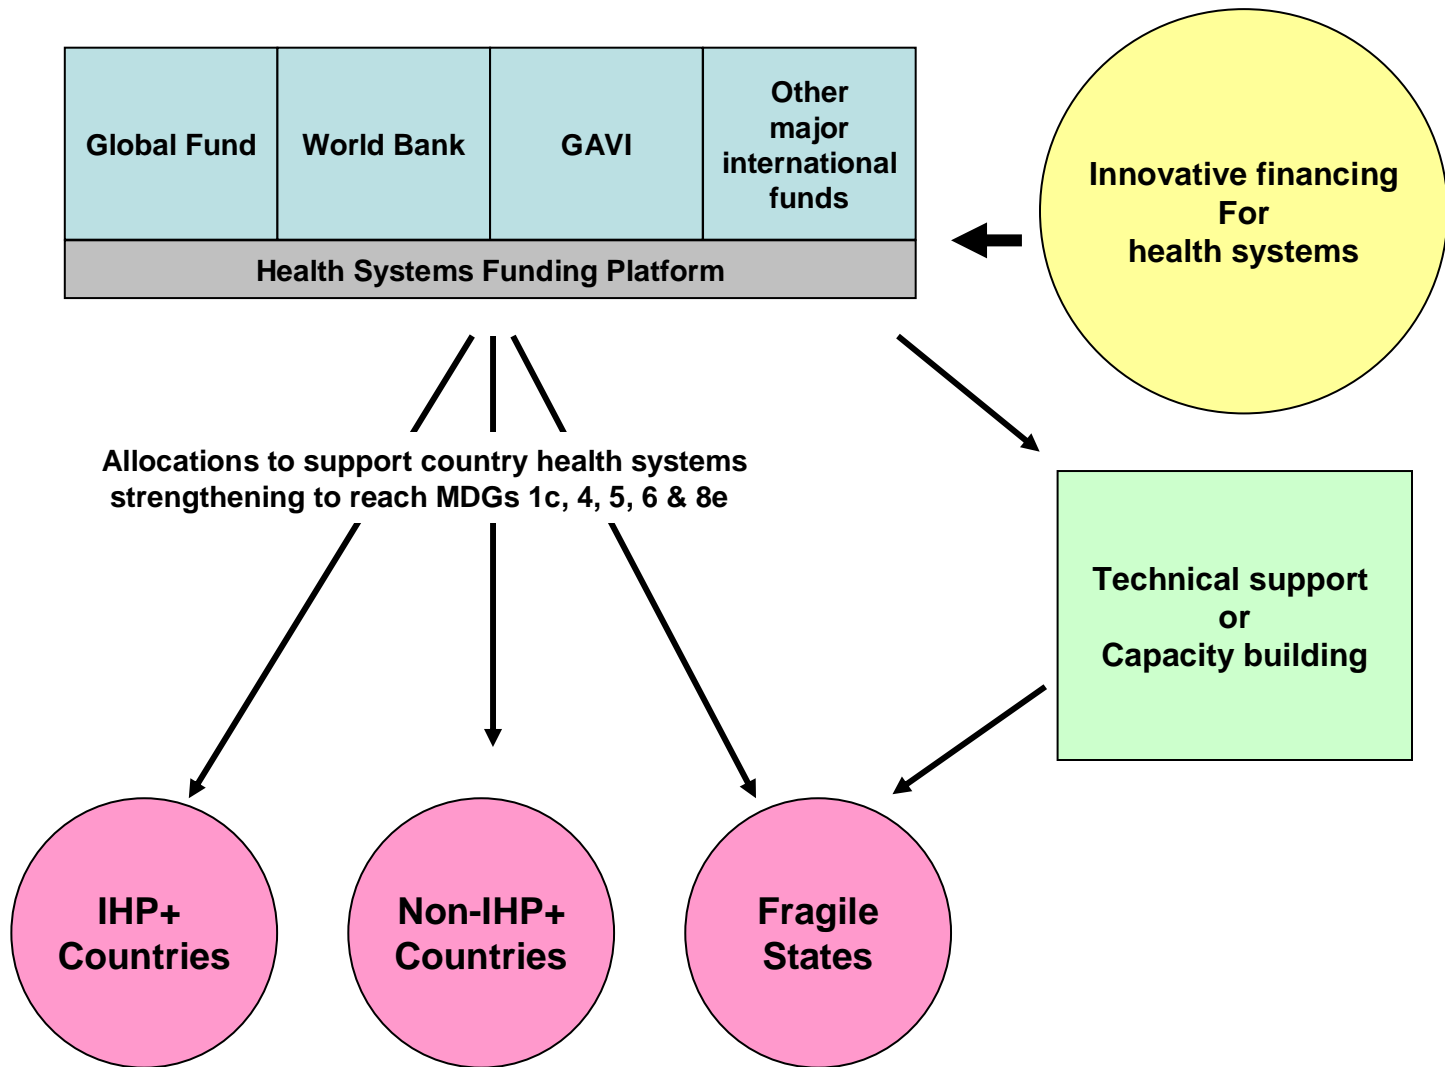 Global Fund
World Bank
GAVI
Other
major
international
funds
Health Systems Funding Platform
Innovative financing
For
health systems
Allocations to support country health systems
strengthening to reach MDGs 1c, 4, 5, 6 & 8e
Technical support
or
Capacity building
IHP+
Countries
Non-IHP+
Countries
Fragile
States